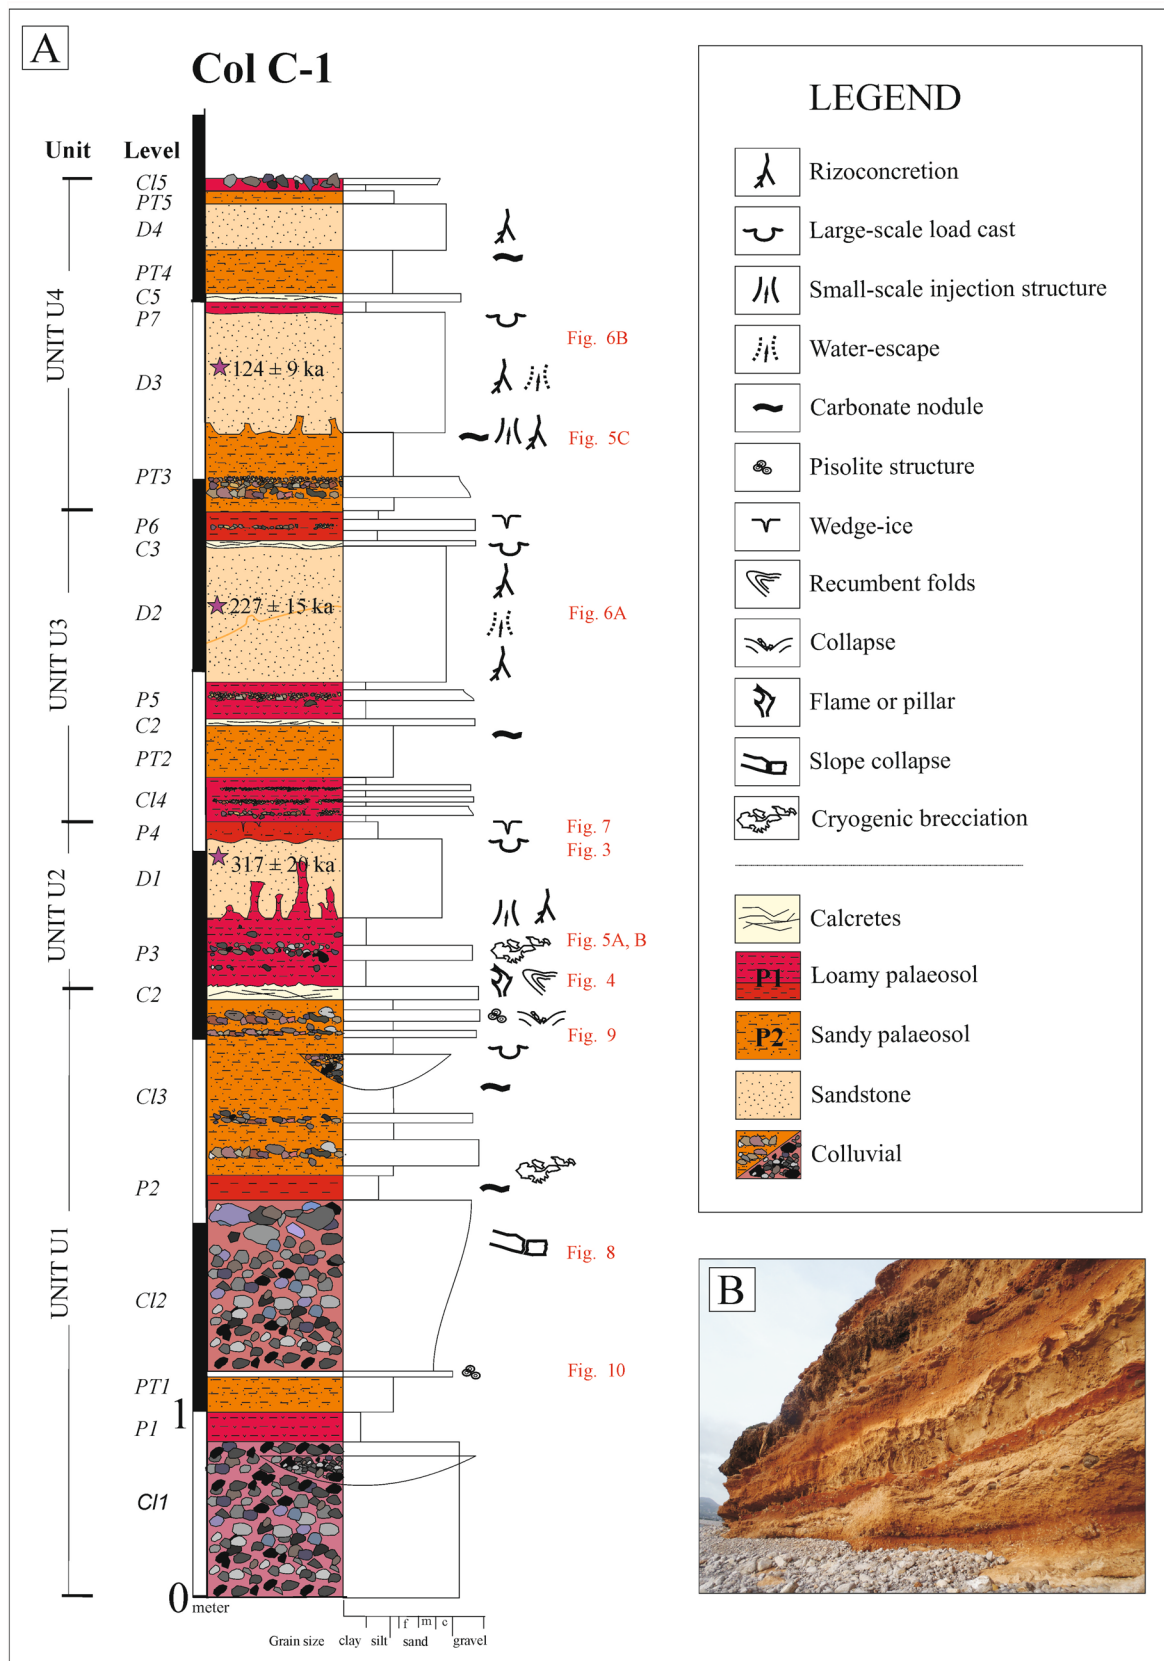 A
Col C-1
Unit Level
Cl5
PT5
D4
PT4
C5
P7
D3
PT3
P6
C3
D2
P5
C2
PT2
Cl4
P4
D1
P3
C2
Cl3
P2
Cl2
PT1
P1
Cl1
UNIT U4
UNIT U3
UNIT U2
UNIT U1
124 ± 9 ka
227 ± 15 ka
317 ± 20 ka
Fig. 6B
Fig. 5C
Fig. 6A
Fig. 7
Fig. 3
Fig. 5A, B
Fig. 4
Fig. 9
Fig. 8
Fig. 10
1
0
meter
Grain size clay silt sand gravel
f m c
LEGEND
Rizoconcretion
Large-scale load cast
Small-scale injection structure
Water-escape
Carbonate nodule
Pisolite structure
Wedge-ice
Recumbent folds
Collapse
Flame or pillar
Slope collapse
Cryogenic brecciation
Calcretes
P1 Loamy palaeosol
P2 Sandy palaeosol
Sandstone
Colluvial
B